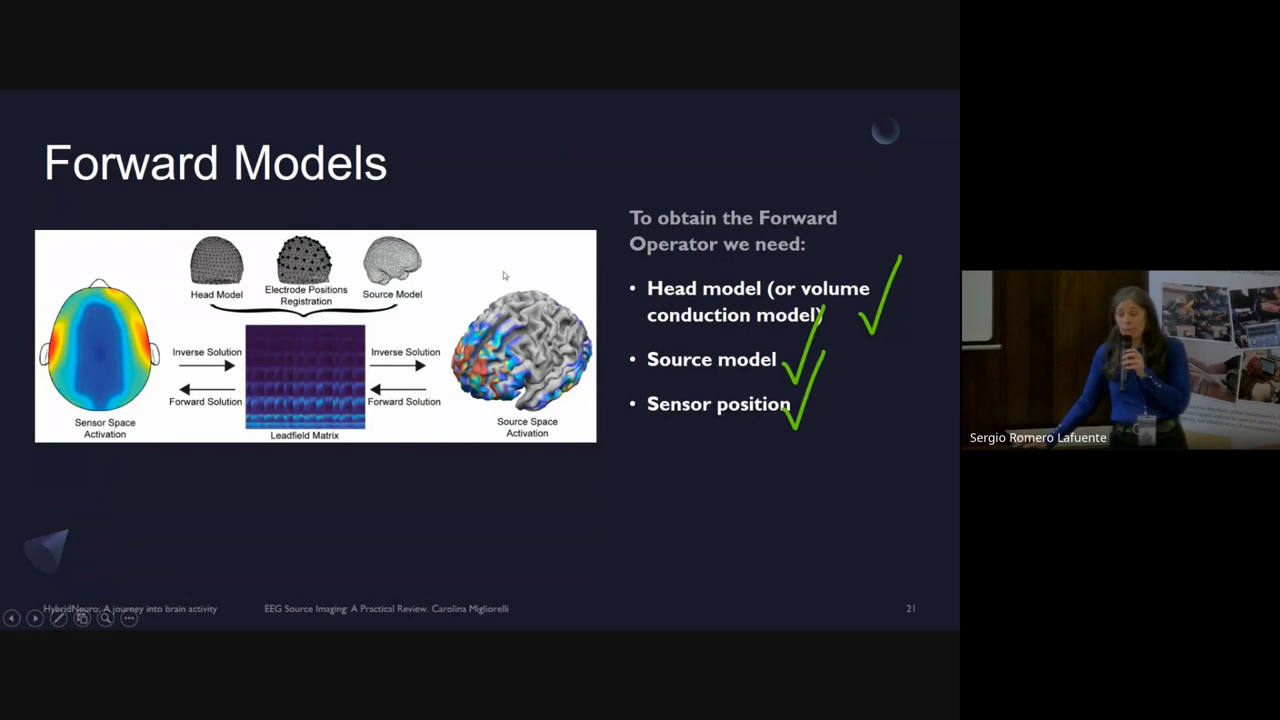 Forward Models
Head Model
Electrode Positions
Registration
Source Model
Inverse Solution
Forward Solution
Inverse Solution
Forward Solution
Sensor Space
Activation
Leadfield Matrix
Source Space
Activation
To obtain the Forward
Operator we need:
• Head model (or volume
conduction model)
• Source model
• Sensor position
HybridNeuro: A journey into brain activity
EEG Source Imaging: A Practical Review. Carolina Migliorelli
21
Sergio Romero Lafuente